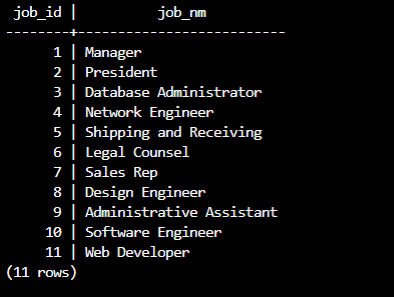 job_id |          job_nm
--------+--------------------------
      1 | Manager
      2 | President
      3 | Database Administrator
      4 | Network Engineer
      5 | Shipping and Receiving
      6 | Legal Counsel
      7 | Sales Rep
      8 | Design Engineer
      9 | Administrative Assistant
     10 | Software Engineer
     11 | Web Developer
(11 rows)